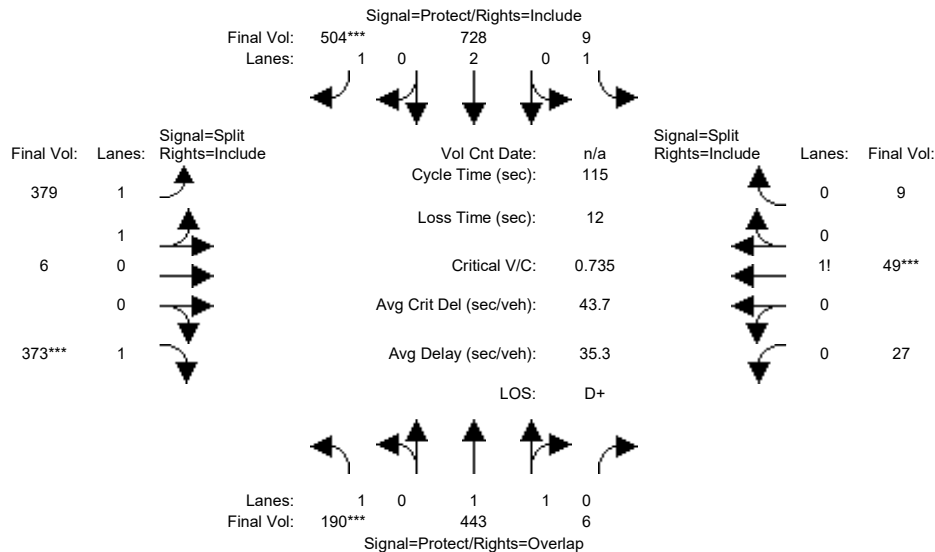 Signal=Protect/Rights=Include
Final Vol: 504*** 728 9
Lanes: 1 0 2 0 1
Signal=Split
Final Vol: Lanes: Rights=Include
Vol Cnt Date: n/a
Signal=Split
Rights=Include Lanes: Final Vol:
Cycle Time (sec): 115
379 1
0 9
Loss Time (sec): 12
1
0
6 0
Critical V/C: 0.735
1! 49***
0
Avg Crit Del (sec/veh): 43.7
0
373*** 1
Avg Delay (sec/veh): 35.3
0 27
LOS: D+
Lanes: 1 0 1 1 0
Final Vol: 190*** 443 6
Signal=Protect/Rights=Overlap